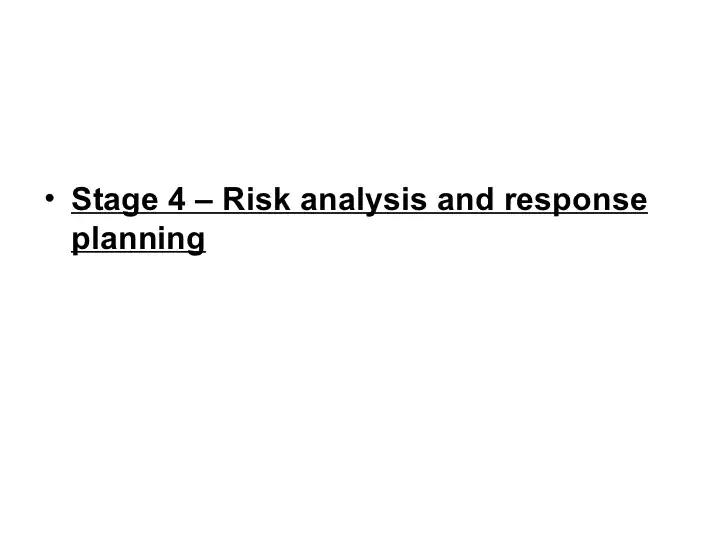 • Stage 4 – Risk analysis and response
planning